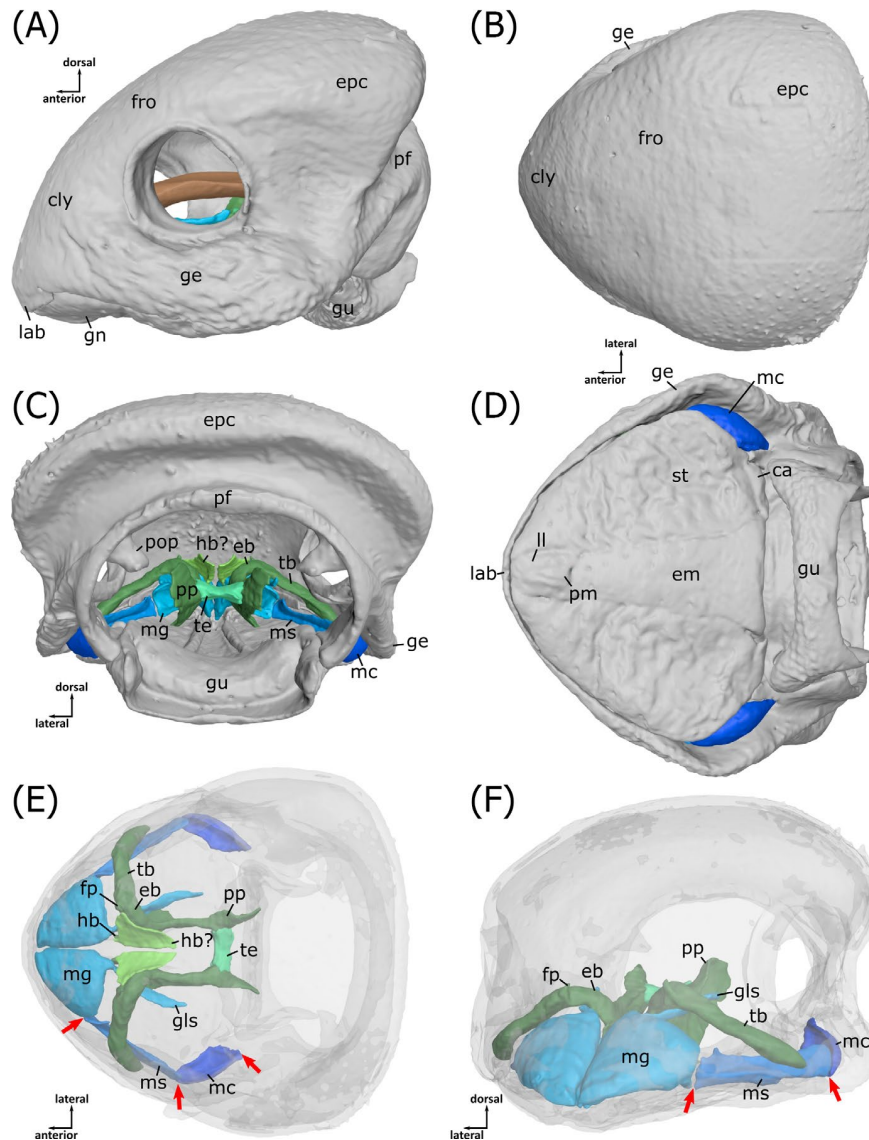 (A)
dorsal
anterior
fro
epc
pf
cly
ge
gu
lab
gn
(B)
ge
epc
fro
cly
lateral
anterior
(C)
epc
pf
pop
hb?
eb
tb
pp
te
mg
ms
ge
mc
gu
dorsal
lateral
(D)
ge
mc
st
ca
ll
lab
pm
em
gu
(E)
tb
fp
eb
pp
hb
hb?
te
mg
gls
ms
mc
lateral
anterior
(F)
pp
fp
eb
gls
tb
mg
mc
ms
dorsal
lateral